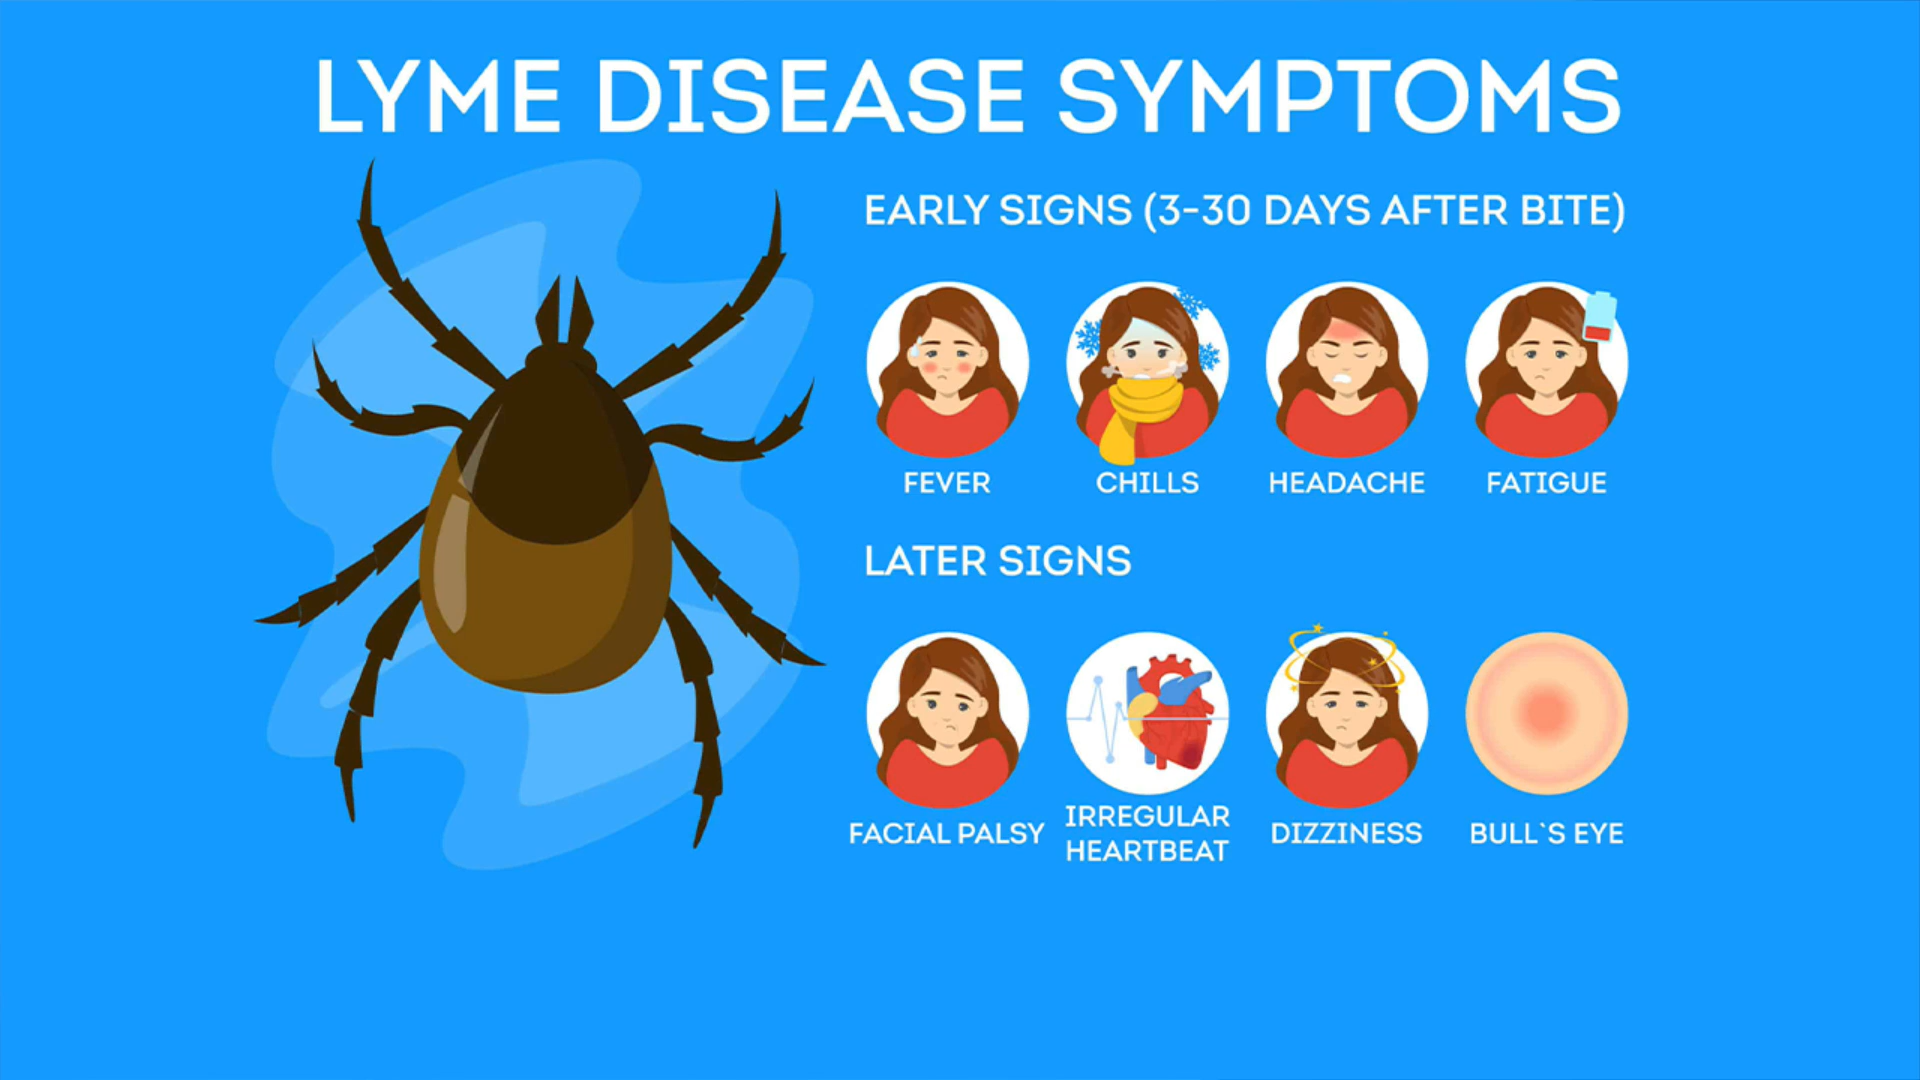 LYME DISEASE SYMPTOMS
EARLY SIGNS (3-30 DAYS AFTER BITE)
FEVER
CHILLS
HEADACHE
FATIGUE
LATER SIGNS
FACIAL PALSY
IRREGULAR
HEARTBEAT
DIZZINESS
BULL`S EYE